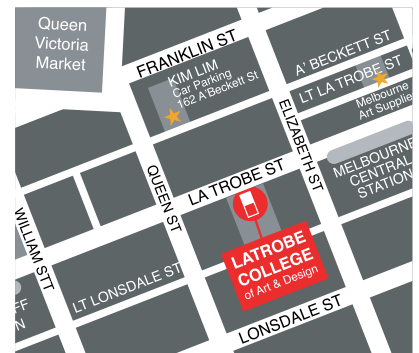 Queen
Victoria
Market
FRANKLIN ST
A' BECKETT ST
KIM LIM
Car Parking
162 A'Beckett St
LT LA TROBE ST
Melbourne
Art Supplies
ELIZABETH ST
MELBOURNE
CENTRAL
STATION
QUEEN ST
LA TROBE ST
WILLIAM STT
LATROBE
COLLEGE
of Art & Design
LT LONSDALE ST
LONSDALE ST
FF
N